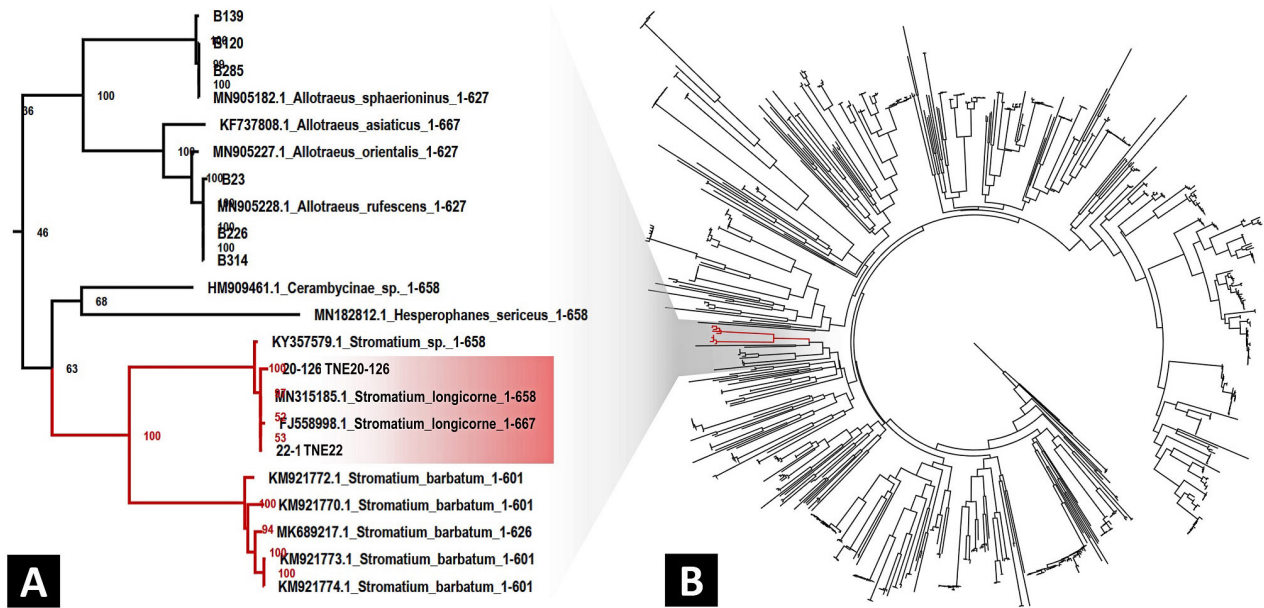 B139
100
B120
99
B285
100
MN905182.1_Allotraeus_sphaerioninus_1-627
36
100
KF737808.1_Allotraeus_asiaticus_1-667
100
MN905227.1_Allotraeus_orientalis_1-627
100
B23
MN905228.1_Allotraeus_rufescens_1-627
100
B226
100
B314
46
HM909461.1_Cerambycinae_sp._1-658
68
MN182812.1_Hesperophanes_sericeus_1-658
KY357579.1_Stromatium_sp._1-658
63
100
20-126 TNE20-126
MN315185.1_Stromatium_longicorne_1-658
52
FJ558998.1_Stromatium_longicorne_1-667
100
53
22-1 TNE22
KM921772.1_Stromatium_barbatum_1-601
100
KM921770.1_Stromatium_barbatum_1-601
94
MK689217.1_Stromatium_barbatum_1-626
100
KM921773.1_Stromatium_barbatum_1-601
100
KM921774.1_Stromatium_barbatum_1-601
A
B